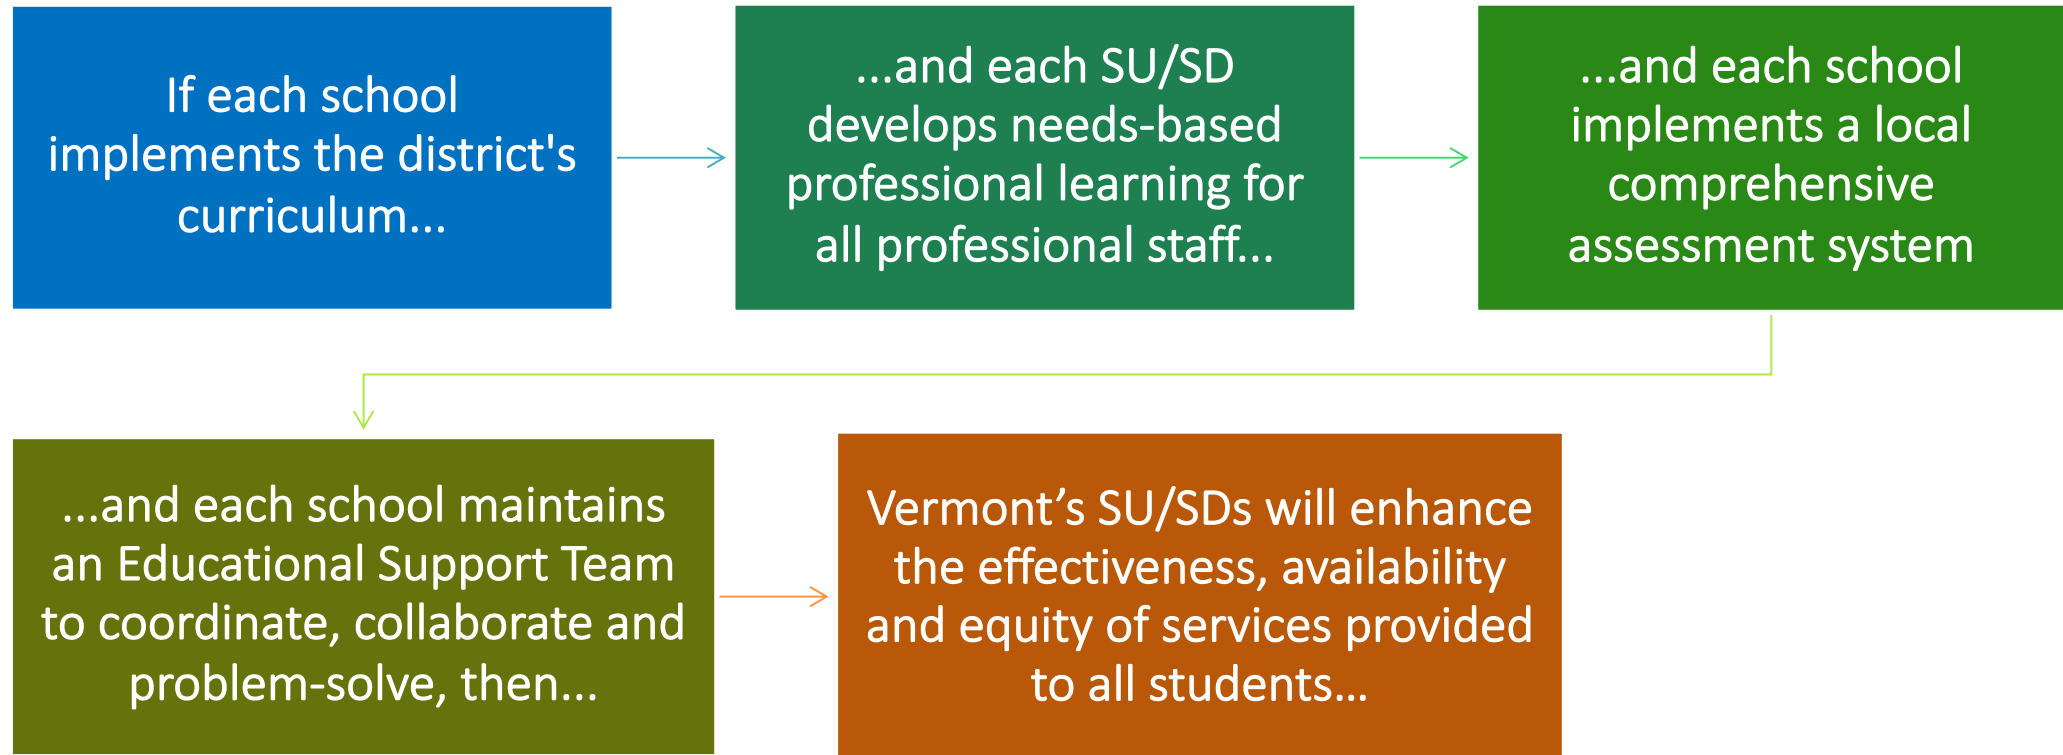 If each school
implements the district's
curriculum...
...and each SU/SD
develops needs-based
professional learning for
all professional staff...
...and each school
implements a local
comprehensive
assessment system
...and each school maintains
an Educational Support Team
to coordinate, collaborate and
problem-solve, then...
Vermont’s SU/SDs will enhance
the effectiveness, availability
and equity of services provided
to all students...